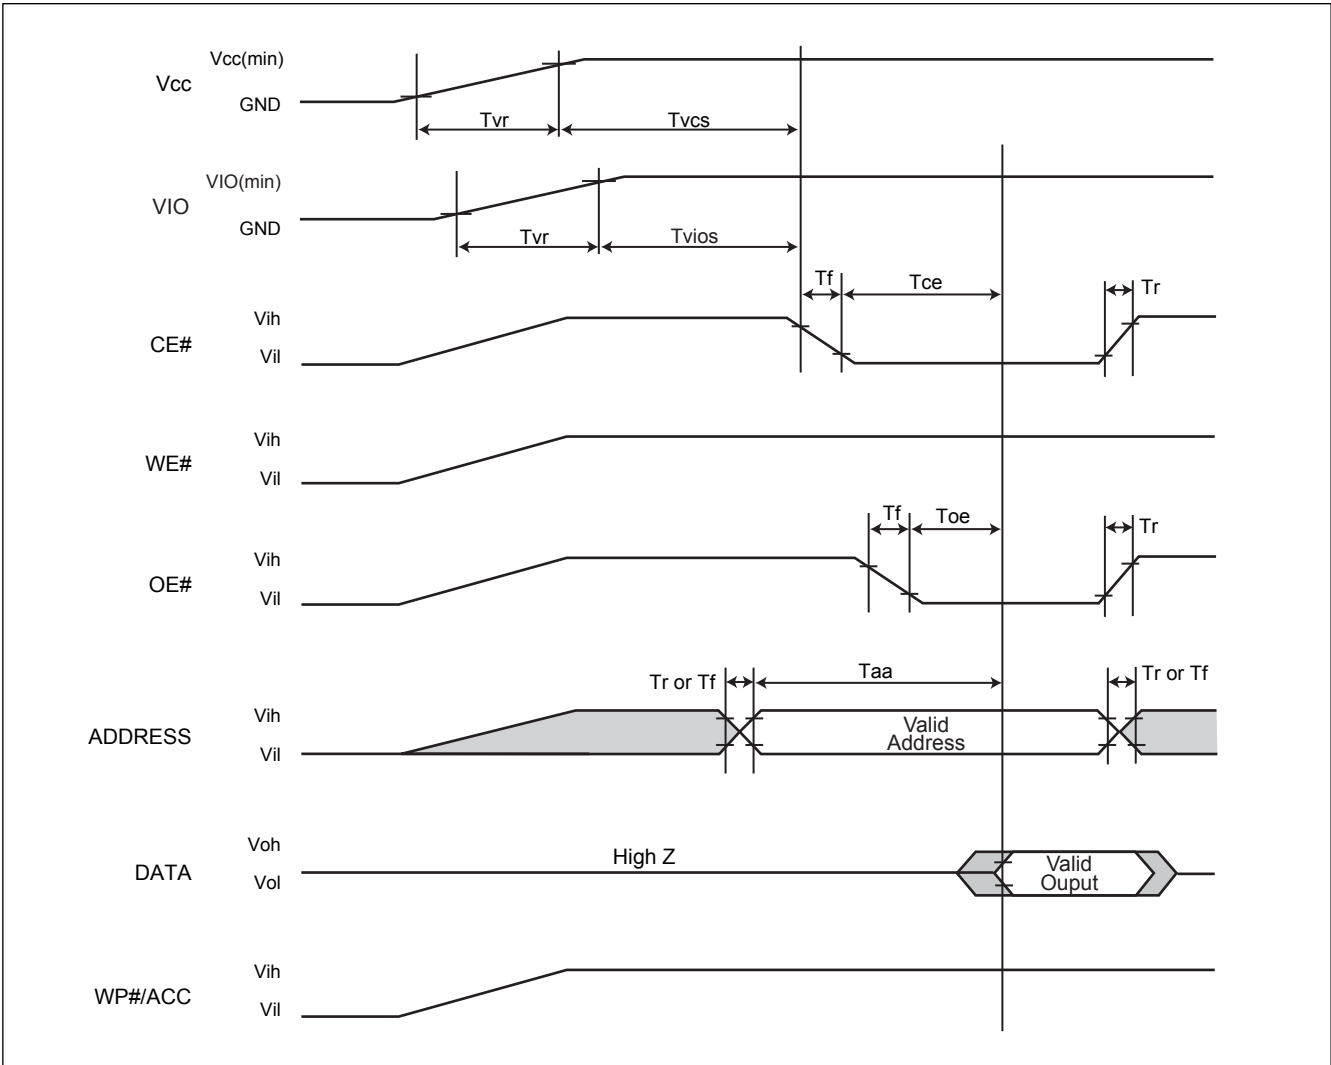 Vcc(min)
Vcc
GND
Tvr
Tvcs
VIO(min)
VIO
GND
Tvr
Tvios
Tf
Tce
Tr
Vih
CE#
Vil
Vih
WE#
Vil
Tf
Toe
Tr
Vih
OE#
Vil
Tr or Tf
Taa
Tr or Tf
Vih
ADDRESS
Valid
Address
Vil
Voh
High Z
DATA
Vol
Valid
Ouput
Vih
WP#/ACC
Vil